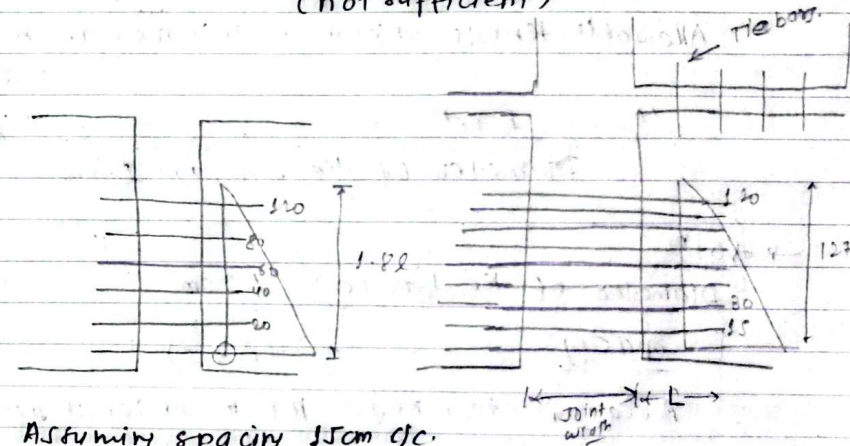 (not sufficient)
Tie bars.
120
80
60
40
20
1.8l
120
30
15
127
Joint
width
L
Assuming spacing 15cm c/c.